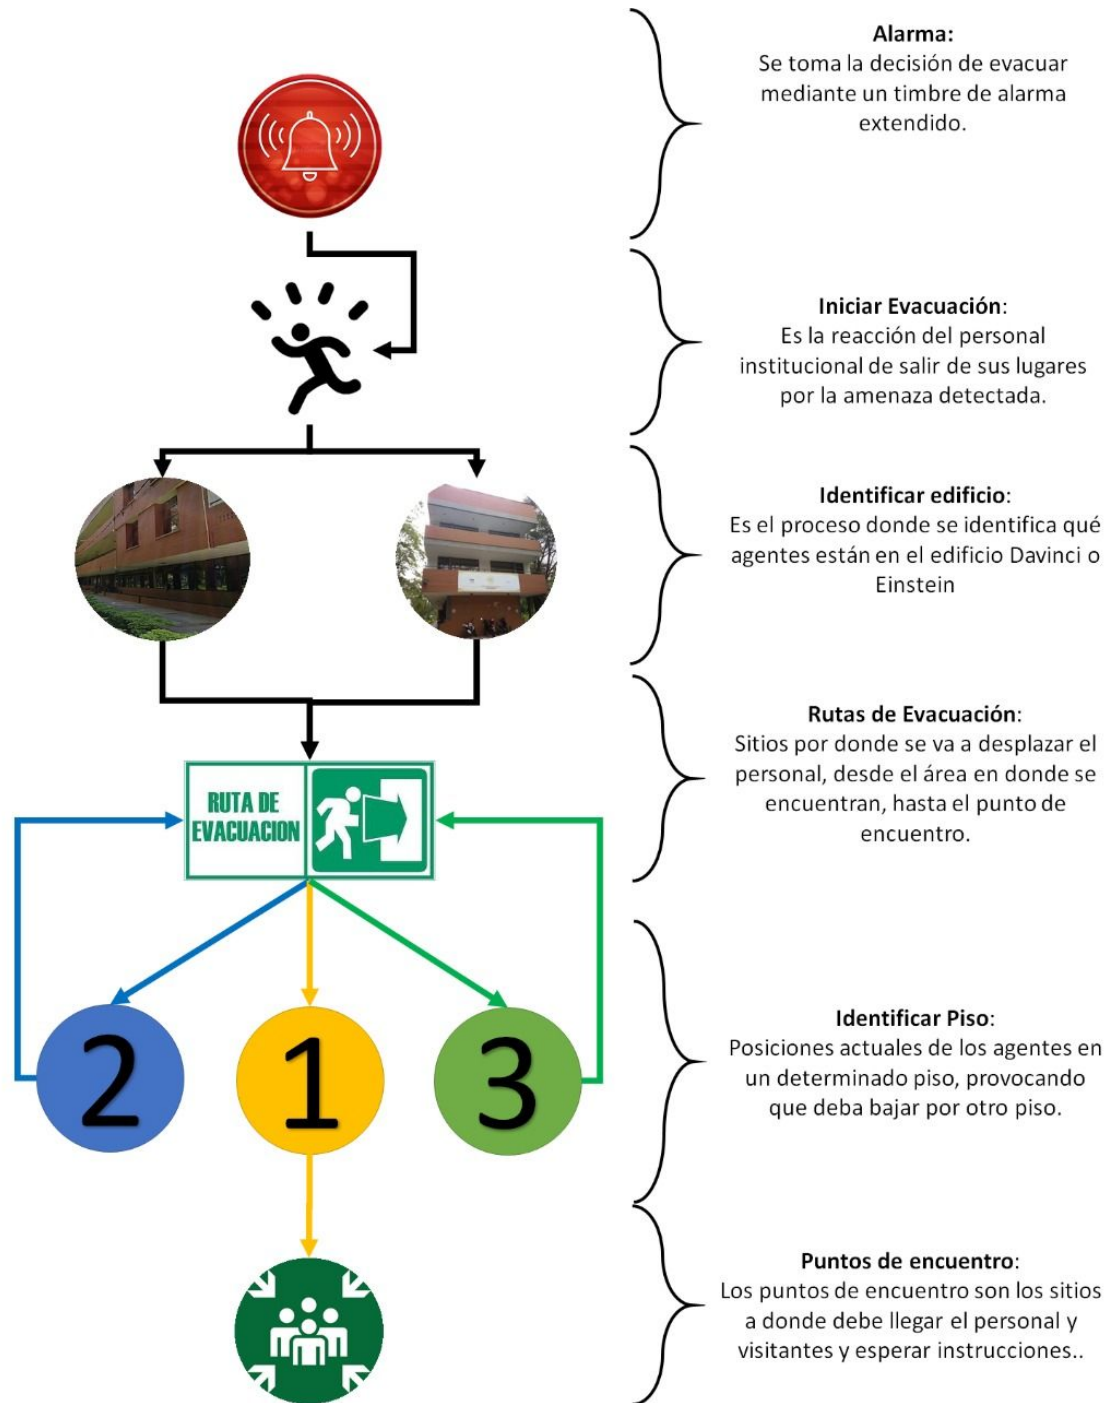 Alarma:
Se toma la decisión de evacuar
mediante un timbre de alarma
extendido.
Iniciar Evacuación:
Es la reacción del personal
institucional de salir de sus lugares
por la amenaza detectada.
Identificar edificio:
Es el proceso donde se identifica qué
agentes están en el edificio Davinci o
Einstein
Rutas de Evacuación:
Sitios por donde se va a desplazar el
personal, desde el área en donde se
encuentran, hasta el punto de
encuentro.
RUTA DE
EVACUACION
Identificar Piso:
Posiciones actuales de los agentes en
un determinado piso, provocando
que deba bajar por otro piso.
2
1
3
Puntos de encuentro:
Los puntos de encuentro son los sitios
a donde debe llegar el personal y
visitantes y esperar instrucciones..